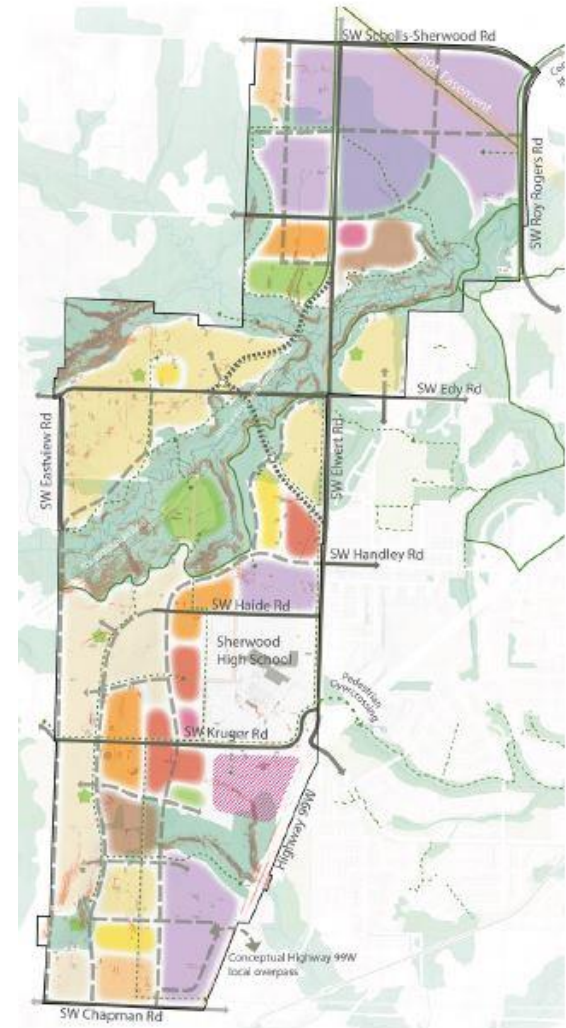 SW Scholls-Sherwood Rd
BPA Easement
SW Roy Rogers Rd
SW Edy Rd
SW Eastview Rd
SW Elwert Rd
SW Handley Rd
SW Haide Rd
Sherwood
High School
Pedestrian
Overcrossing
SW Kruger Rd
Highway 99W
Conceptual Highway 99W
local overpass
SW Chapman Rd